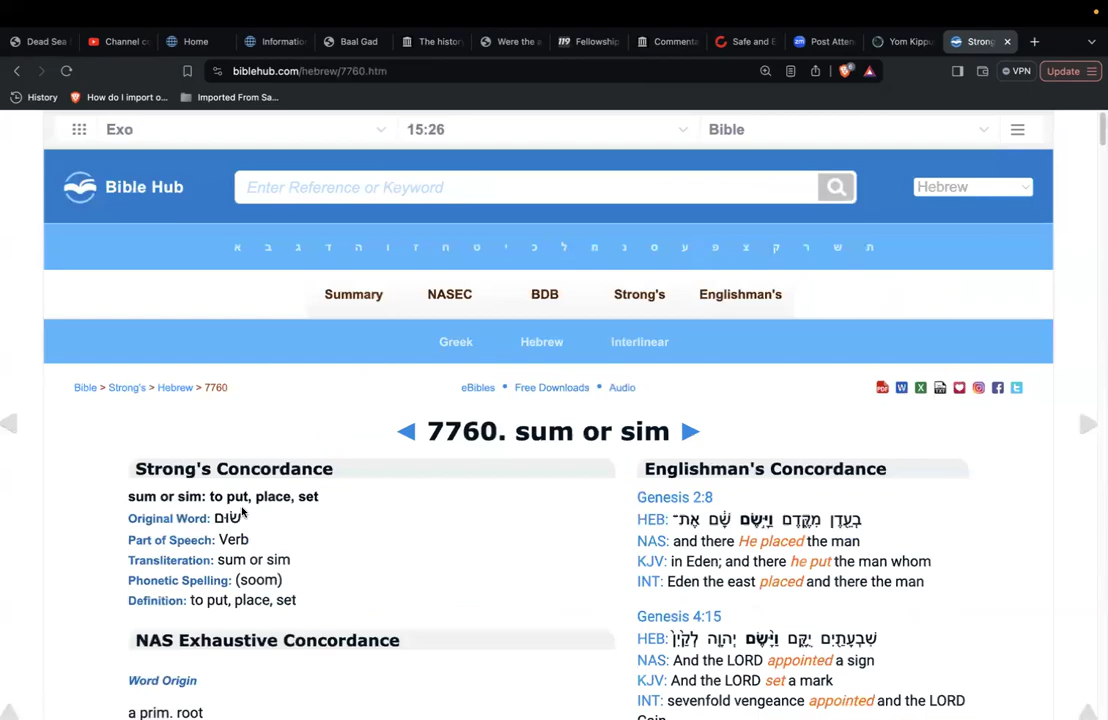 Dead Sea
Channel c
Home
Information
Baal Gad
The history
Were the a
119 Fellowship
Commenta
Safe and E
Post Atten
Yom Kippu
Strong
biblehub.com/hebrew/7760.htm
VPN
Update
History
How do I import o...
Imported From Sa...
Exo
15:26
Bible
Bible Hub
Enter Reference or Keyword
Hebrew
א ב ג ד ה ו ז ח ט י כ ל מ נ ס ע פ צ ק ר ש ת
Summary NASEC BDB Strong's Englishman's
Greek Hebrew Interlinear
Bible > Strong's > Hebrew > 7760
eBibles • Free Downloads • Audio
7760. sum or sim
Strong's Concordance
sum or sim: to put, place, set
Original Word: שׂוּם
Part of Speech: Verb
Transliteration: sum or sim
Phonetic Spelling: (soom)
Definition: to put, place, set
NAS Exhaustive Concordance
Word Origin
a prim. root
Englishman's Concordance
Genesis 2:8
HEB: בְּעֵ֖דֶן מִקֶּ֑דֶם וַיָּ֣שֶׂם שָׁ֔ם אֶת־
NAS: and there He placed the man
KJV: in Eden; and there he put the man whom
INT: Eden the east placed and there the man
Genesis 4:15
HEB: שִׁבְעָתַ֖יִם יֻקָּ֑ם וַיָּ֨שֶׂם יְהוָ֤ה לְקַ֙יִן֙
NAS: And the LORD appointed a sign
KJV: And the LORD set a mark
INT: sevenfold vengeance appointed and the LORD